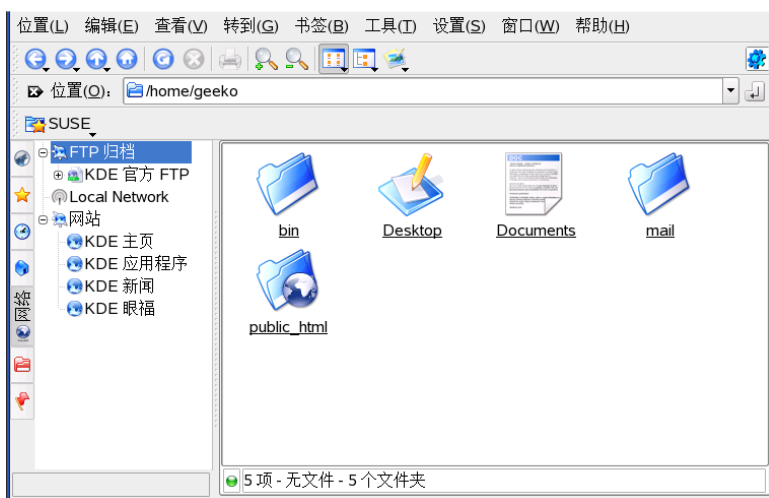 位置(L) 编辑(E) 查看(V) 转到(G) 书签(B) 工具(T) 设置(S) 窗口(W) 帮助(H)
位置(O): /home/geeko
SUSE
FTP 归档
KDE 官方 FTP
Local Network
网站
KDE 主页
KDE 应用程序
KDE 新闻
KDE 眼福
网络
bin Desktop Documents mail
public_html
5 项 - 无文件 - 5 个文件夹